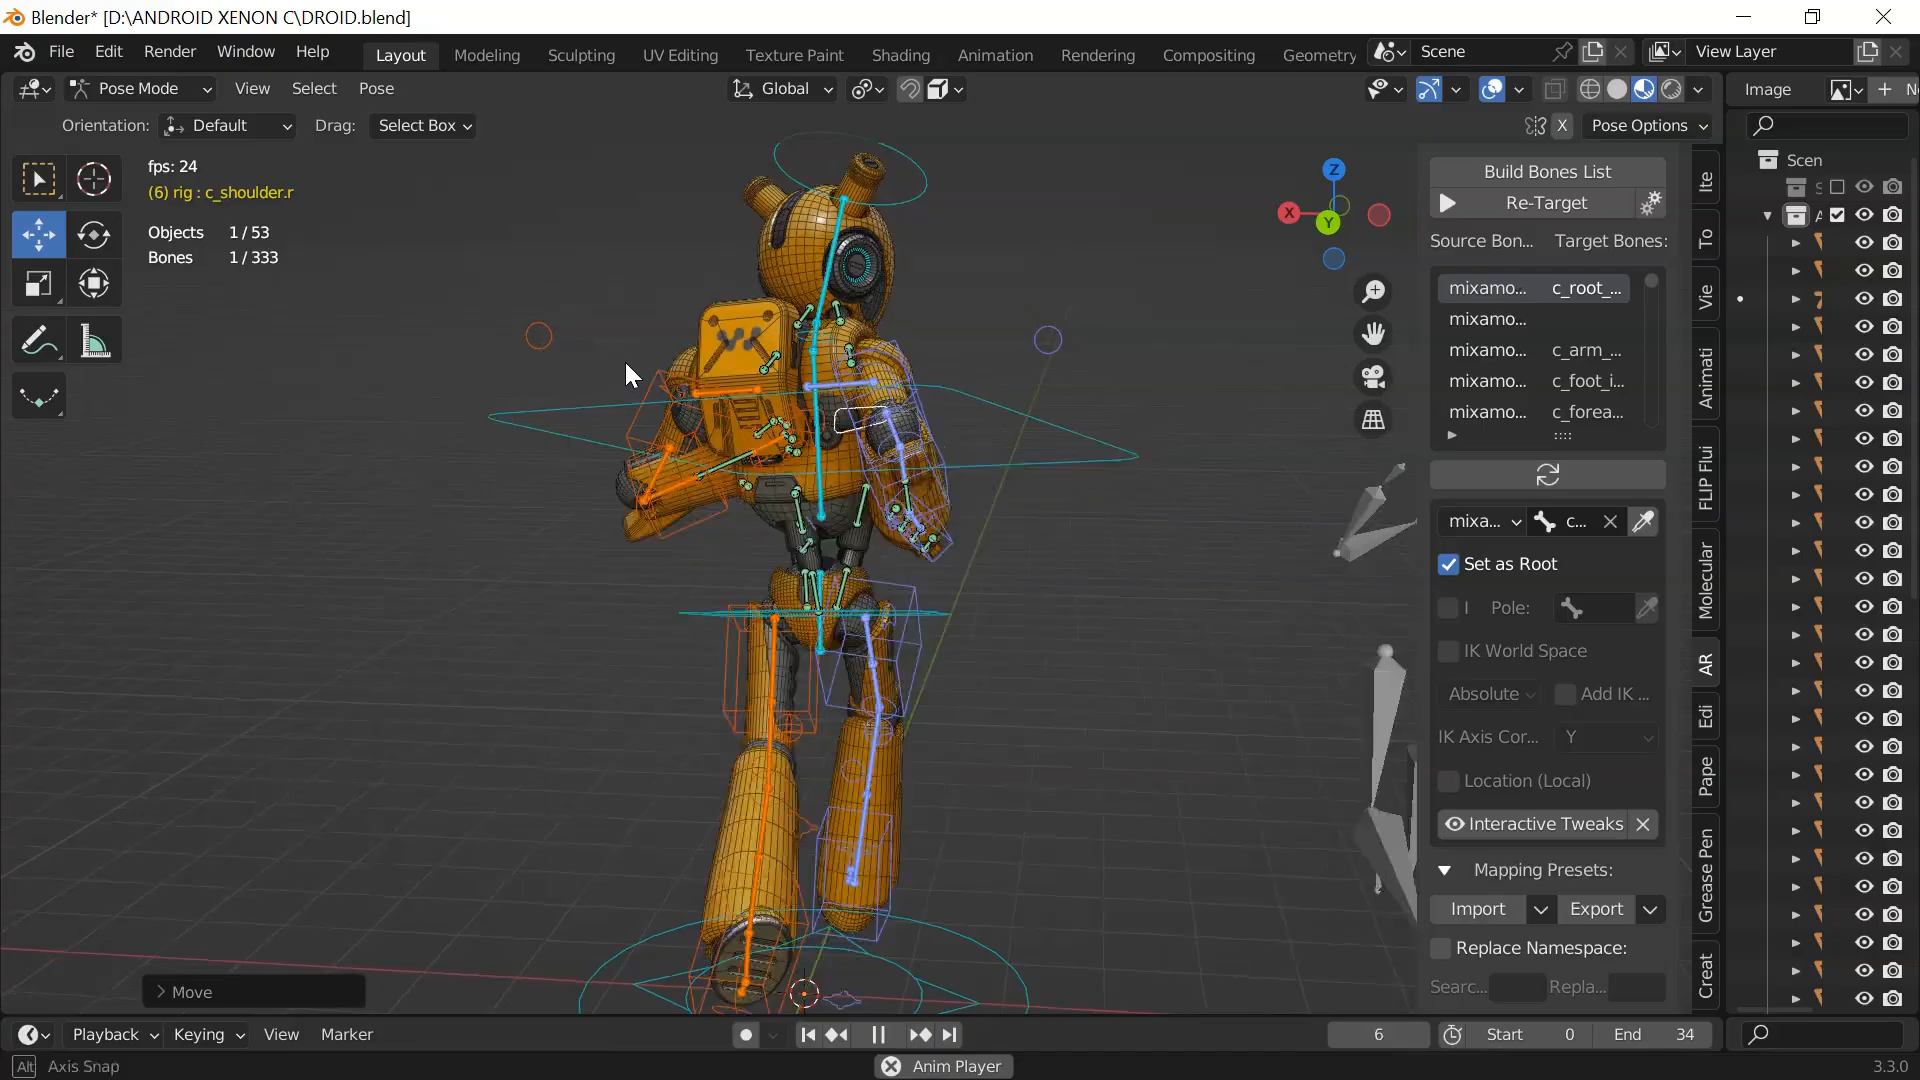 Blender* [D:\ANDROID XENON C\DROID.blend]
File Edit Render Window Help Layout Modeling Sculpting UV Editing Texture Paint Shading Animation Rendering Compositing Geometry Scene View Layer
Pose Mode View Select Pose Global Image N
Orientation: Default Drag: Select Box X Pose Options
fps: 24
(6) rig : c_shoulder.r
Objects 1/53
Bones 1/333
Z
X
Y
Build Bones List
Re-Target
Source Bon... Target Bones:
mixamo... c_root_...
mixamo...
mixamo... c_arm_...
mixamo... c_foot_i...
mixamo... c_forea...
mixa... c...
Set as Root
I Pole:
IK World Space
Absolute Add IK ...
IK Axis Cor... Y
Location (Local)
Interactive Tweaks
Mapping Presets:
Import Export
Replace Namespace:
Searc... Repla...
Ite
To
Vie
Animati
FLIP Flui
Molecular
AR
Edi
Pape
Grease Pen
Creat
Scen
Move
Playback Keying View Marker 6 Start 0 End 34
Alt Axis Snap Anim Player 3.3.0